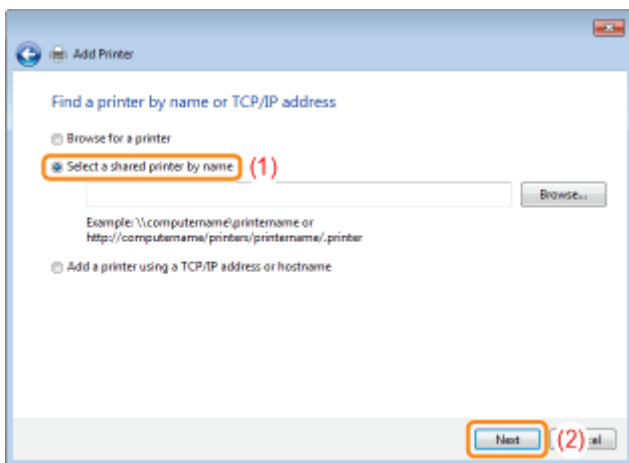 Add Printer
Find a printer by name or TCP/IP address
Browse for a printer
Select a shared printer by name (1)
Browse...
Example: \\computername\printername or
http://computername/printers/printername/.printer
Add a printer using a TCP/IP address or hostname
Next (2) cel